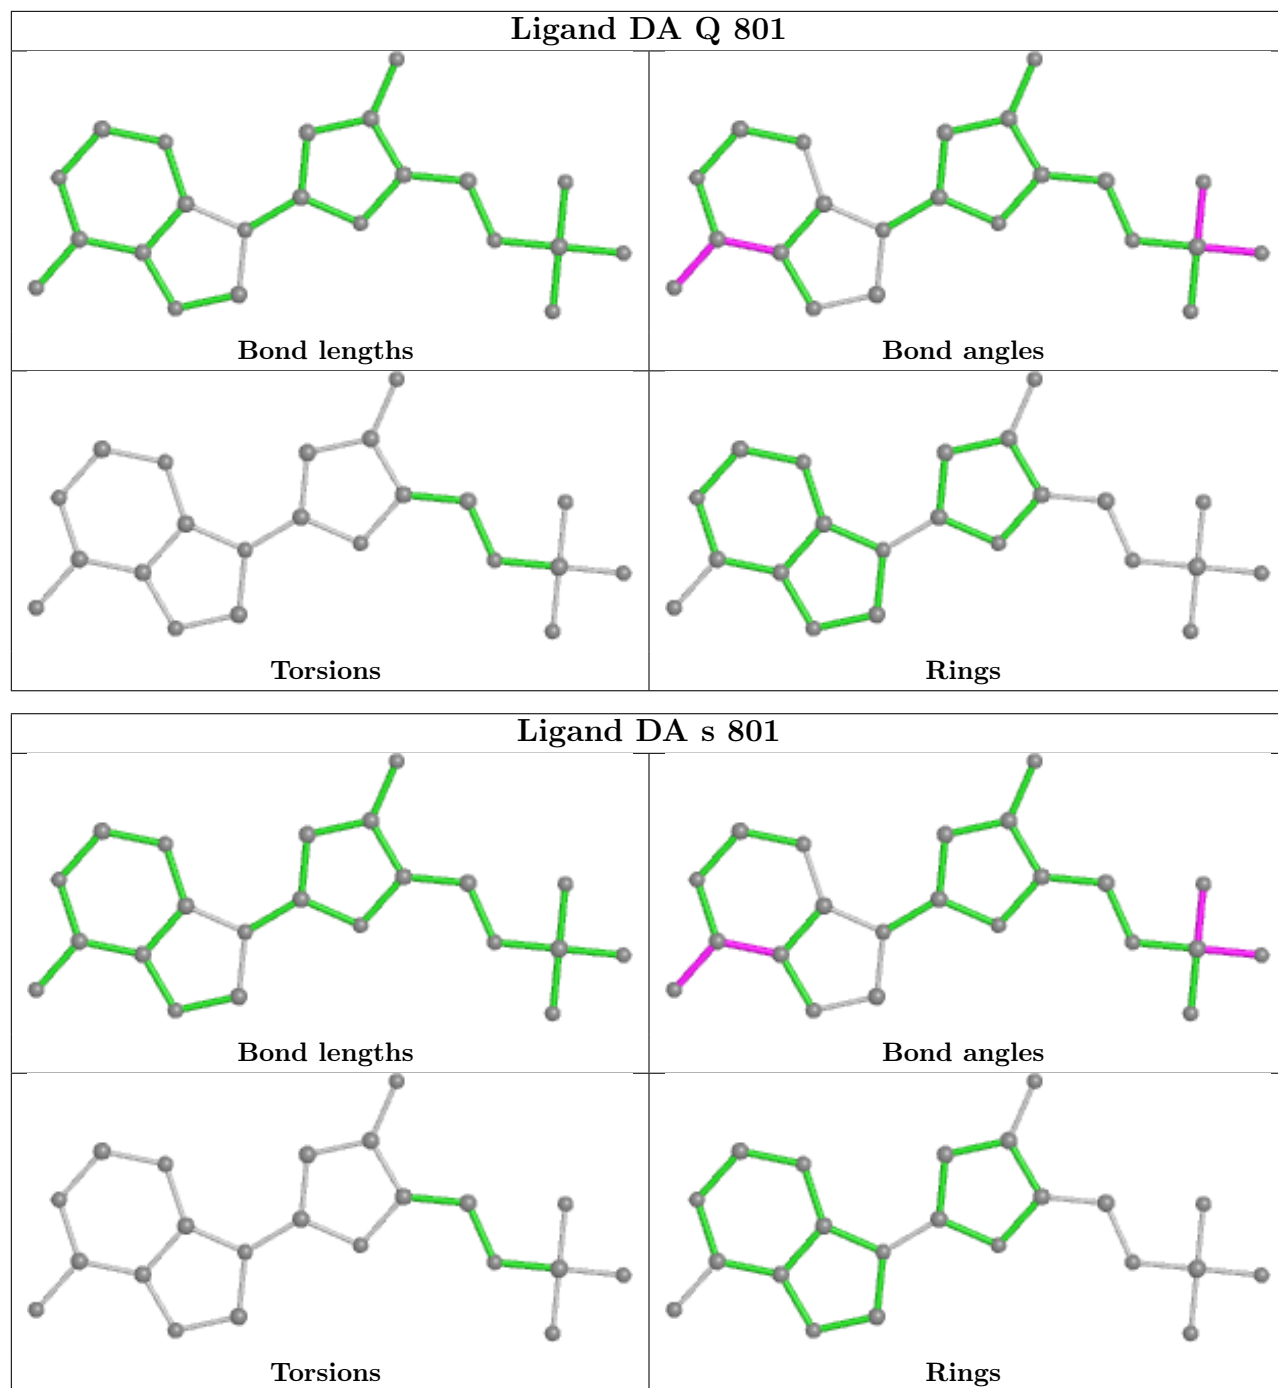 Ligand DA Q 801
Bond lengths
Bond angles
Torsions
Rings
Ligand DA s 801
Bond lengths
Bond angles
Torsions
Rings